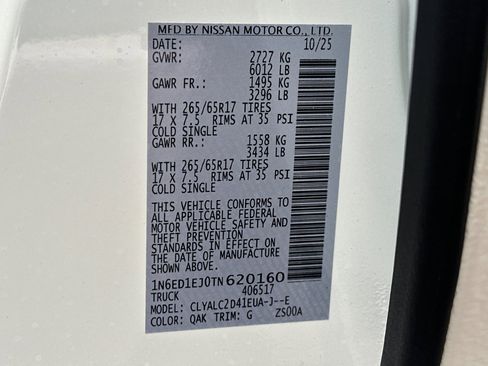 MFD BY NISSAN MOTOR CO., LTD.
DATE: 10/25
GVWR: 2727 KG
6012 LB
GAWR FR.: 1495 KG
3296 LB
WITH 265/65R17 TIRES
17 X 7.5 RIMS AT 35 PSI
COLD SINGLE
GAWR RR.: 1558 KG
3434 LB
WITH 265/65R17 TIRES
17 X 7.5 RIMS AT 35 PSI
COLD SINGLE
THIS VEHICLE CONFORMS TO
ALL APPLICABLE FEDERAL
MOTOR VEHICLE SAFETY AND
THEFT PREVENTION
STANDARDS IN EFFECT ON
THE DATE OF MANUFACTURE
SHOWN ABOVE.
1N6ED1EJ0TN620160
TRUCK 406517
MODEL: CLYALC2D41EUA-J--E
COLOR: QAK TRIM: G ZS00A